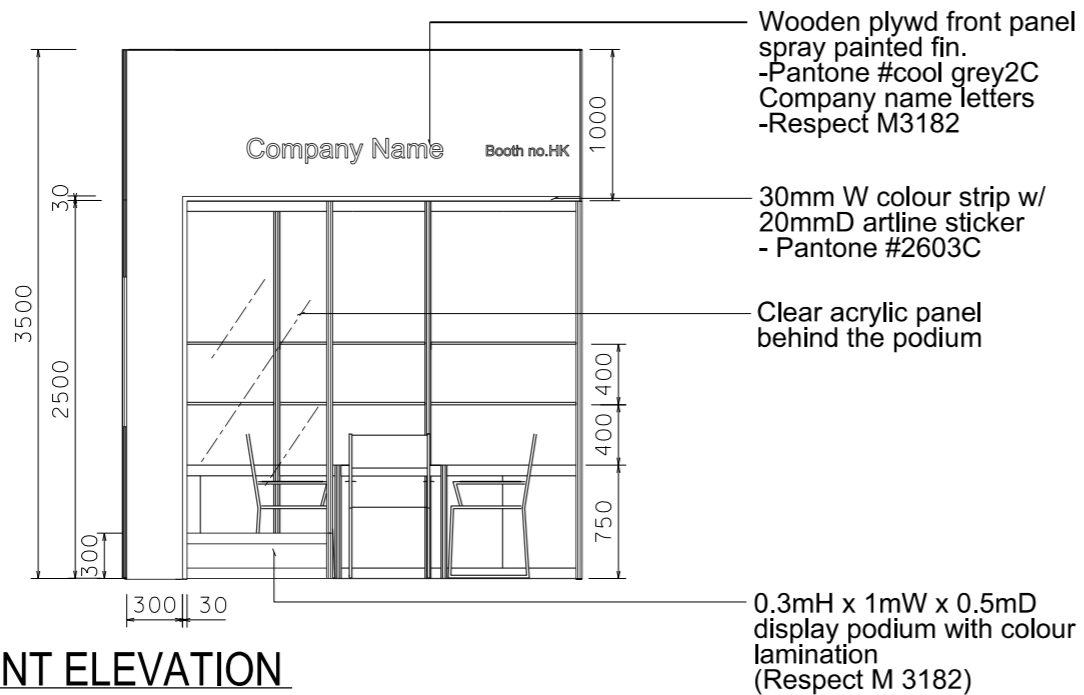 Wooden plywd front panel
spray painted fin.
-Pantone #cool grey2C
Company name letters
-Respect M3182
Company Name
Booth no.HK
1000
30
30mm W colour strip w/
20mmD artline sticker
- Pantone #2603C
Clear acrylic panel
behind the podium
3500
2500
400
400
750
300
300
30
0.3mH x 1mW x 0.5mD
display podium with colour
lamination
(Respect M 3182)
NT ELEVATION